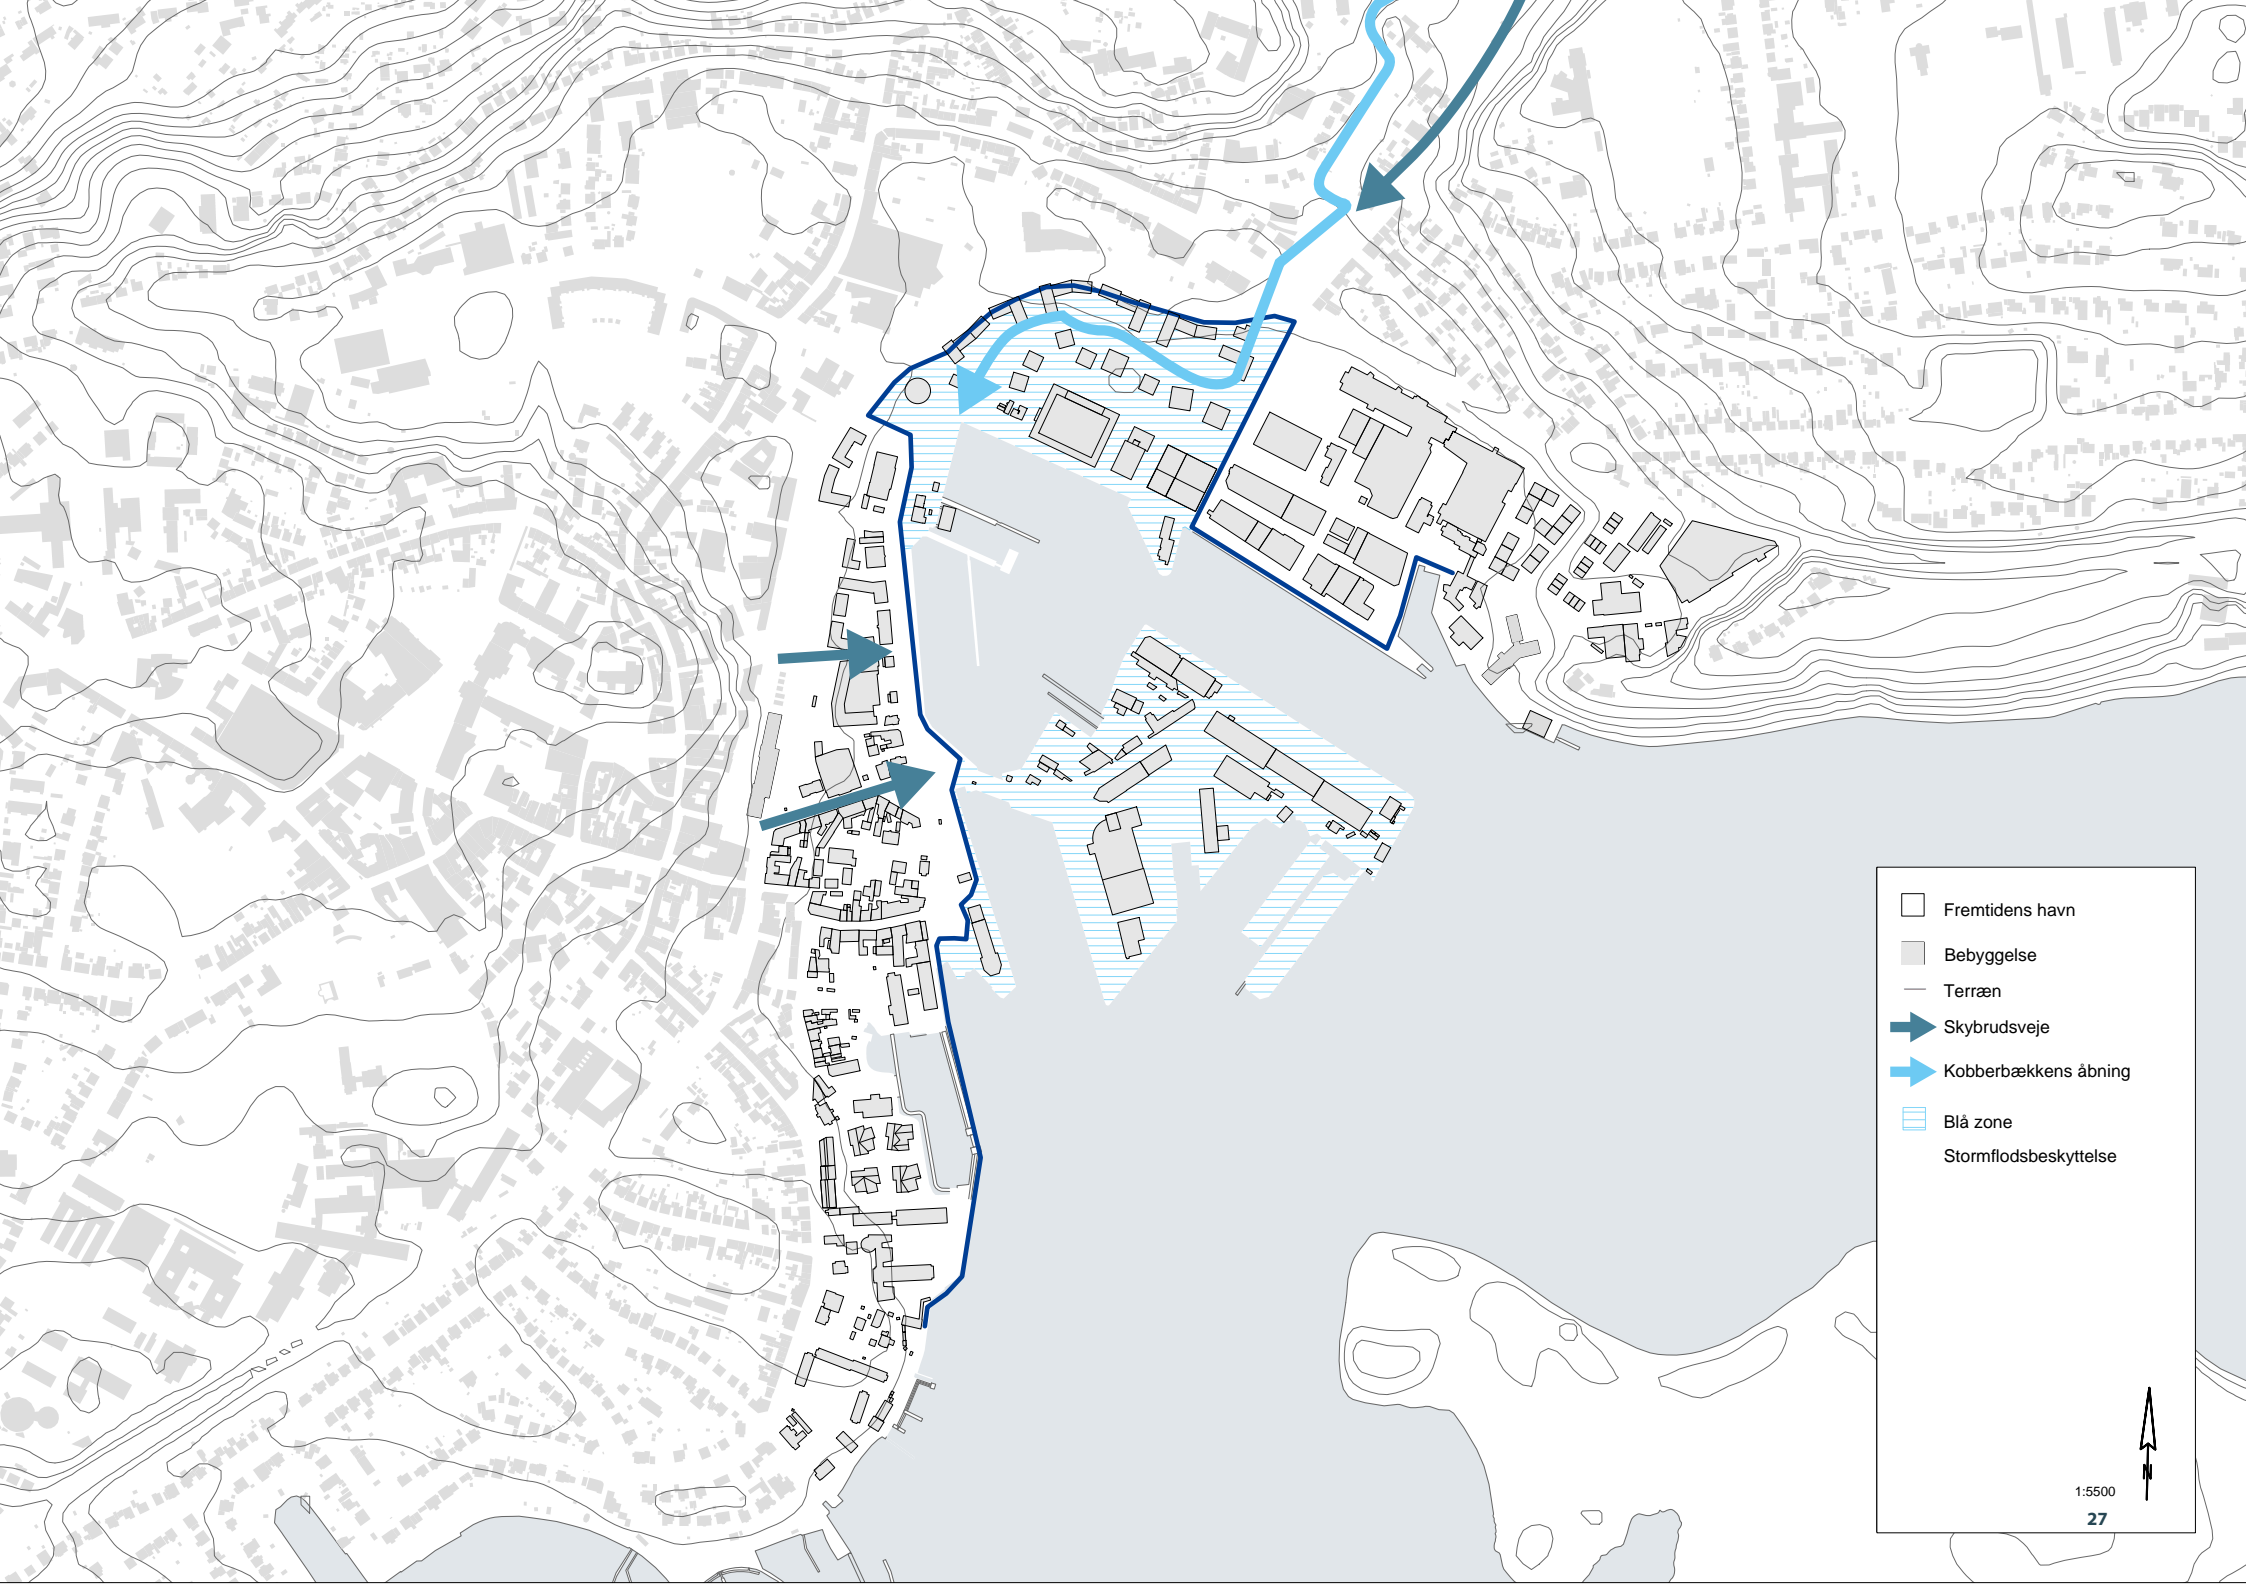 Fremtidens havn
Bebyggelse
Terræn
Skybrudsveje
Kobberbækkens åbning
Blå zone
Stormflodsbeskyttelse
N
1:5500
27